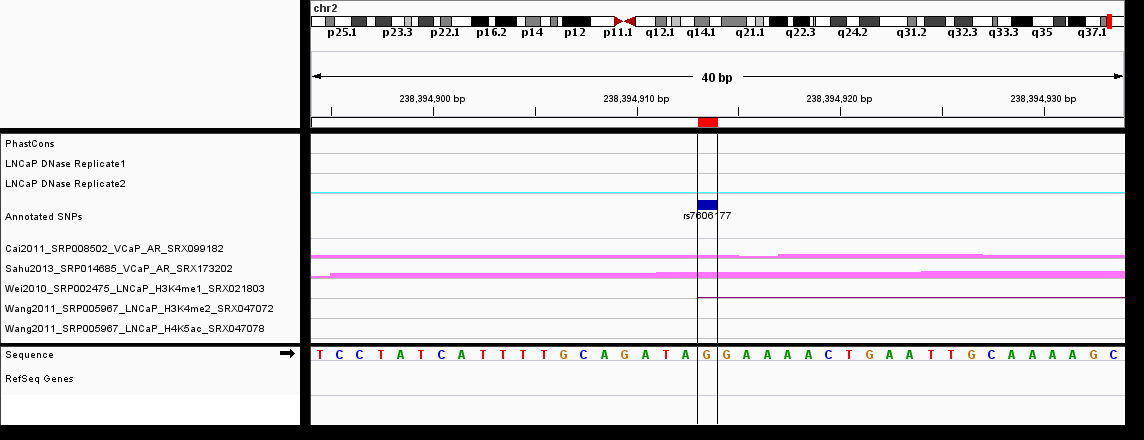 chr2
p25.1 p23.3 p22.1 p16.2 p14 p12 p11.1 q12.1 q14.1 q21.1 q22.3 q24.2 q31.2 q32.3 q33.3 q35 q37.1
40 bp
238,394,900 bp 238,394,910 bp 238,394,920 bp 238,394,930 bp
PhastCons
LNCaP DNase Replicate1
LNCaP DNase Replicate2
Annotated SNPs
rs7606177
Cai2011_SRP008502_VCaP_AR_SRX099182
Sahu2013_SRP014685_VCaP_AR_SRX173202
Wei2010_SRP002475_LNCaP_H3K4me1_SRX021803
Wang2011_SRP005967_LNCaP_H3K4me2_SRX047072
Wang2011_SRP005967_LNCaP_H4K5ac_SRX047078
Sequence T C C T A T C A T T T T G C A G A T A G G A A A A C T G A A T T G C A A A A G C
RefSeq Genes